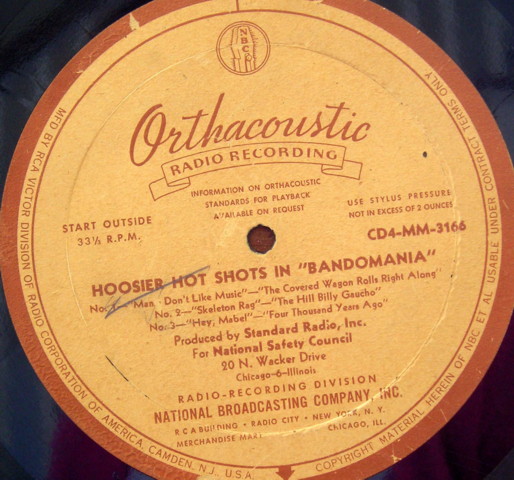 NBC
Orthacoustic
RADIO RECORDING
INFORMATION ON ORTHACOUSTIC
STANDARDS FOR PLAYBACK
AVAILABLE ON REQUEST
START OUTSIDE
33⅓ R.P.M.
USE STYLUS PRESSURE
NOT IN EXCESS OF 2 OUNCES
CD4-MM-3166
HOOSIER HOT SHOTS IN "BANDOMANIA"
No. 1—"Man - Don't Like Music"—"The Covered Wagon Rolls Right Along"
No. 2—"Skeleton Rag"—"The Hill Billy Gaucho"
No. 3—"Hey, Mabel"—"Four Thousand Years Ago"
Produced by Standard Radio, Inc.
For National Safety Council
20 N. Wacker Drive
Chicago-6-Illinois
RADIO-RECORDING DIVISION
NATIONAL BROADCASTING COMPANY, INC.
RCA BUILDING • RADIO CITY • NEW YORK, N. Y.
MERCHANDISE MART CHICAGO, ILL.
MFD BY RCA VICTOR DIVISION OF RADIO CORPORATION OF AMERICA, CAMDEN, N.J., U.S.A.
COPYRIGHT MATERIAL HEREIN OF NBC ET AL USABLE UNDER CONTRACT TERMS ONLY